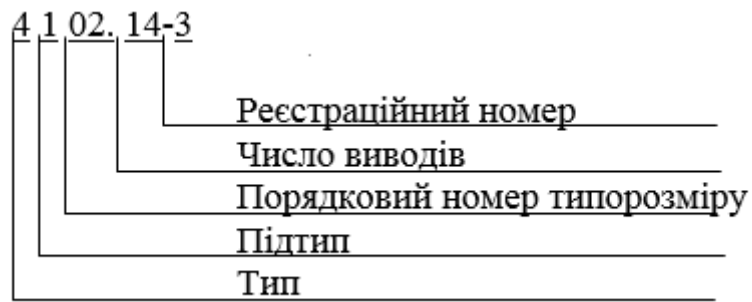 4 1 02. 14-3
Реєстраційний номер
Число виводів
Порядковий номер типорозміру
Підтип
Тип